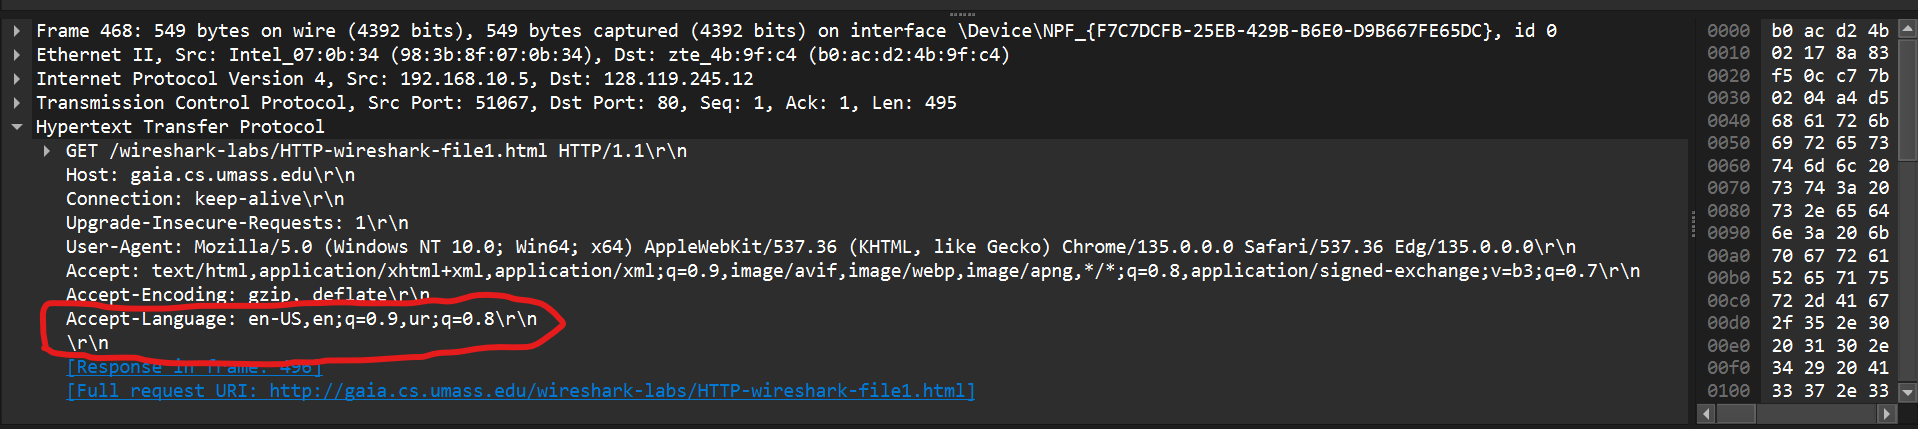 Frame 468: 549 bytes on wire (4392 bits), 549 bytes captured (4392 bits) on interface \Device\NPF_{F7C7DCFB-25EB-429B-B6E0-D9B667FE65DC}, id 0
Ethernet II, Src: Intel_07:0b:34 (98:3b:8f:07:0b:34), Dst: zte_4b:9f:c4 (b0:ac:d2:4b:9f:c4)
Internet Protocol Version 4, Src: 192.168.10.5, Dst: 128.119.245.12
Transmission Control Protocol, Src Port: 51067, Dst Port: 80, Seq: 1, Ack: 1, Len: 495
Hypertext Transfer Protocol
GET /wireshark-labs/HTTP-wireshark-file1.html HTTP/1.1\r\n
Host: gaia.cs.umass.edu\r\n
Connection: keep-alive\r\n
Upgrade-Insecure-Requests: 1\r\n
User-Agent: Mozilla/5.0 (Windows NT 10.0; Win64; x64) AppleWebKit/537.36 (KHTML, like Gecko) Chrome/135.0.0.0 Safari/537.36 Edg/135.0.0.0\r\n
Accept: text/html,application/xhtml+xml,application/xml;q=0.9,image/avif,image/webp,image/apng,*/*;q=0.8,application/signed-exchange;v=b3;q=0.7\r\n
Accept-Encoding: gzip, deflate\r\n
Accept-Language: en-US,en;q=0.9,ur;q=0.8\r\n
\r\n
[Response in frame: 496]
[Full request URI: http://gaia.cs.umass.edu/wireshark-labs/HTTP-wireshark-file1.html]
0000 b0 ac d2 4b
0010 02 17 8a 83
0020 f5 0c c7 7b
0030 02 04 a4 d5
0040 68 61 72 6b
0050 69 72 65 73
0060 74 6d 6c 20
0070 73 74 3a 20
0080 73 2e 65 64
0090 6e 3a 20 6b
00a0 70 67 72 61
00b0 52 65 71 75
00c0 72 2d 41 67
00d0 2f 35 2e 30
00e0 20 31 30 2e
00f0 34 29 20 41
0100 33 37 2e 33